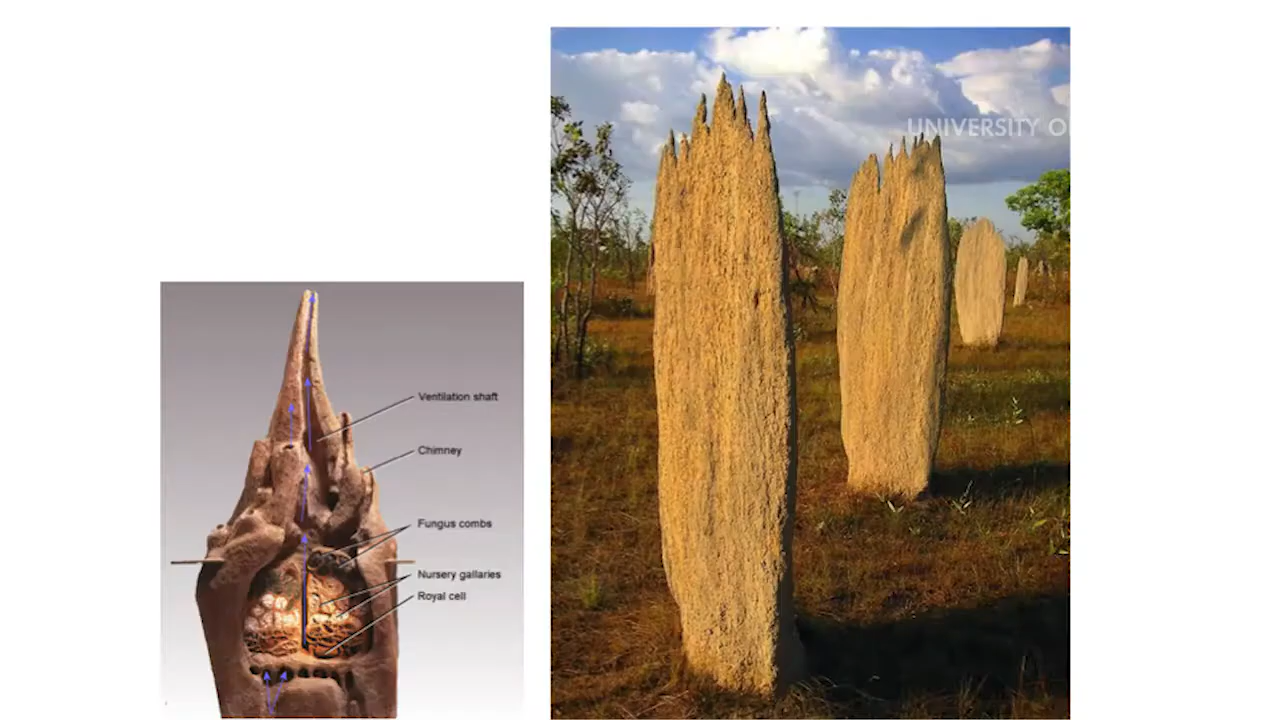 Ventilation shaft
Chimney
Fungus combs
Nursery gallaries
Royal cell
UNIVERSITY O